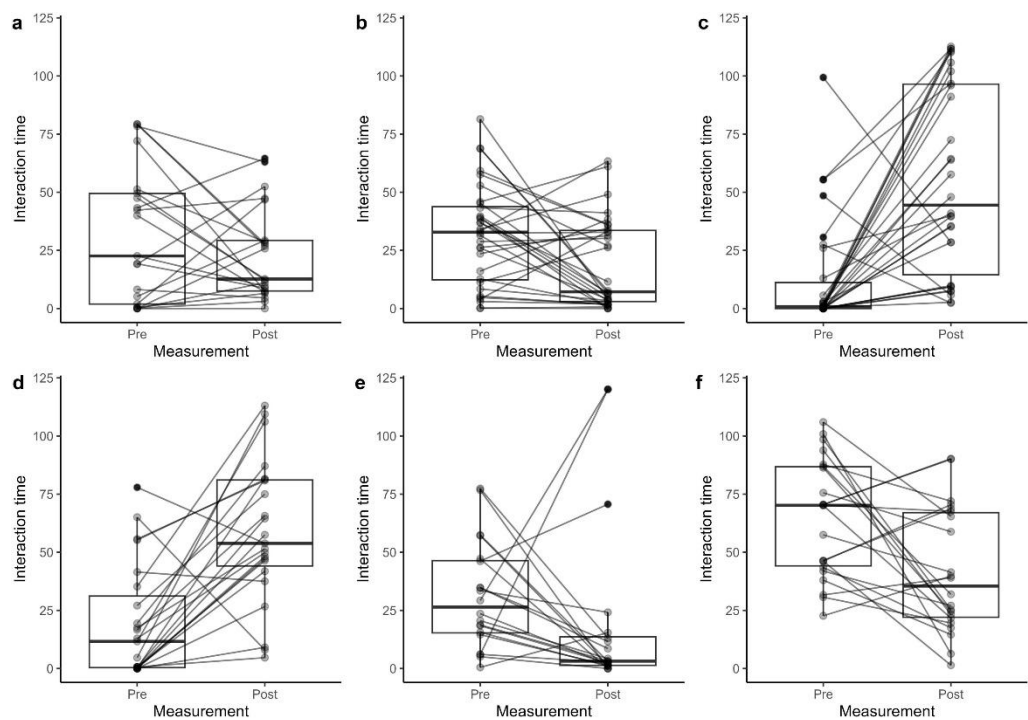 a
125
100
75
50
25
0
Interaction time
Pre
Post
Measurement
b
125
100
75
50
25
0
Interaction time
Pre
Post
Measurement
c
125
100
75
50
25
0
Interaction time
Pre
Post
Measurement
d
125
100
75
50
25
0
Interaction time
Pre
Post
Measurement
e
125
100
75
50
25
0
Interaction time
Pre
Post
Measurement
f
125
100
75
50
25
0
Interaction time
Pre
Post
Measurement